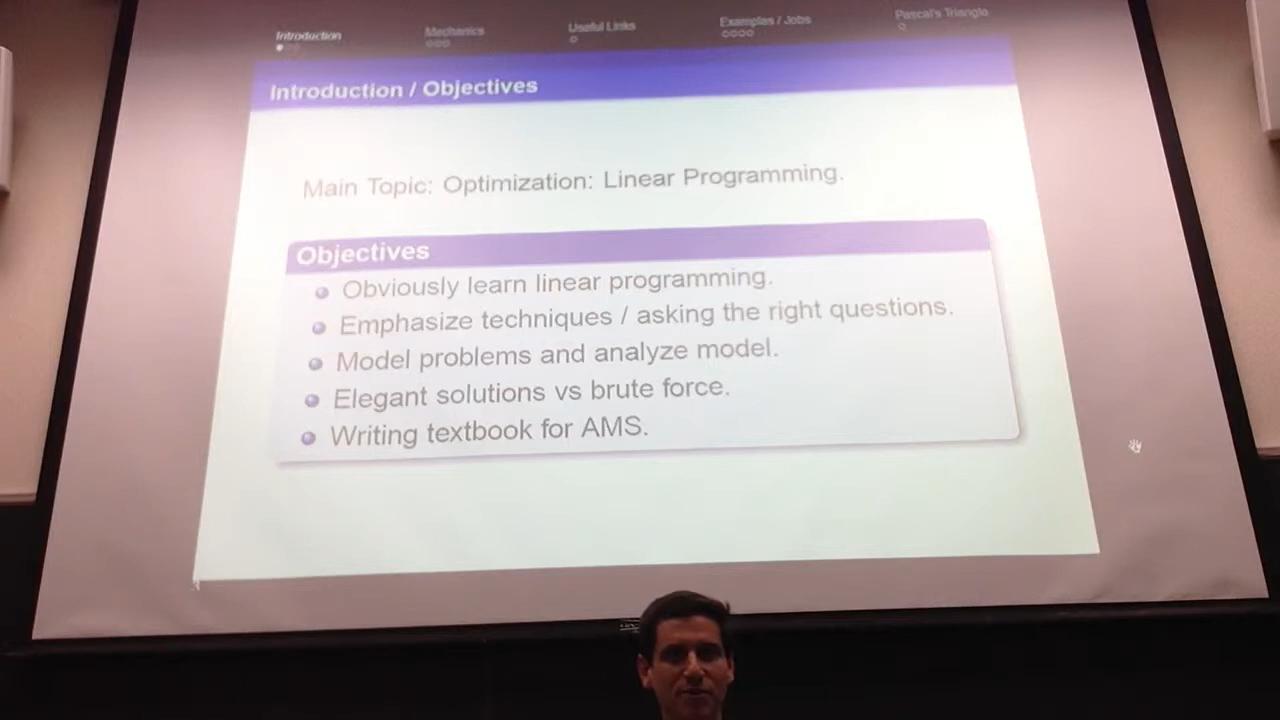 Introduction Mechanics Useful Links Examples / Jobs Pascal's Triangle
Introduction / Objectives
Main Topic: Optimization: Linear Programming.
Objectives
Obviously learn linear programming.
Emphasize techniques / asking the right questions.
Model problems and analyze model.
Elegant solutions vs brute force.
Writing textbook for AMS.